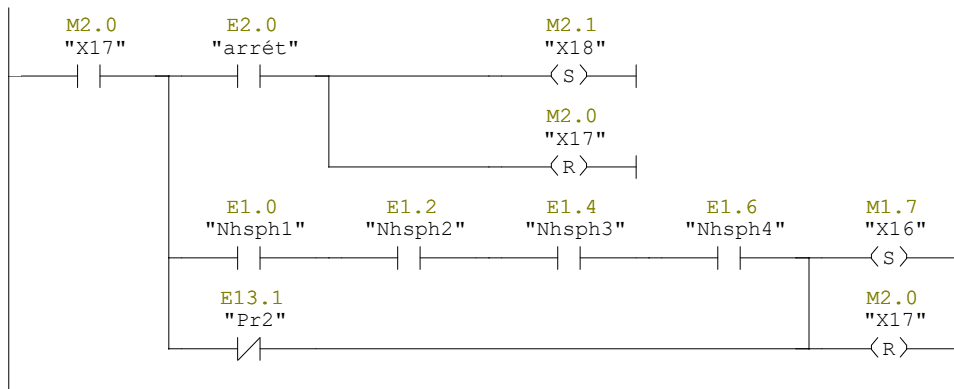 M2.0 E2.0 M2.1
"X17" "arrét" "X18"
S
M2.0
"X17"
R
E1.0 E1.2 E1.4 E1.6 M1.7
"Nhsph1" "Nhsph2" "Nhsph3" "Nhsph4" "X16"
S
E13.1 M2.0
"Pr2" "X17"
R